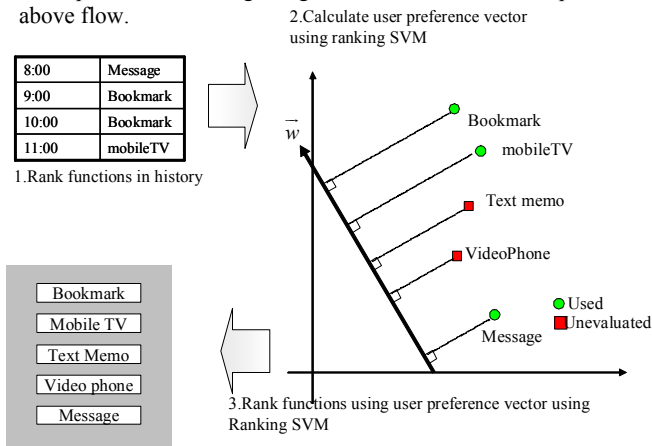 above flow.
2.Calculate user preference vector
using ranking SVM
8:00 Message
9:00 Bookmark
10:00 Bookmark
11:00 mobileTV
1.Rank functions in history
w
Bookmark
mobileTV
Text memo
VideoPhone
Message
Used
Unevaluated
Bookmark
Mobile TV
Text Memo
Video phone
Message
3.Rank functions using user preference vector using
Ranking SVM